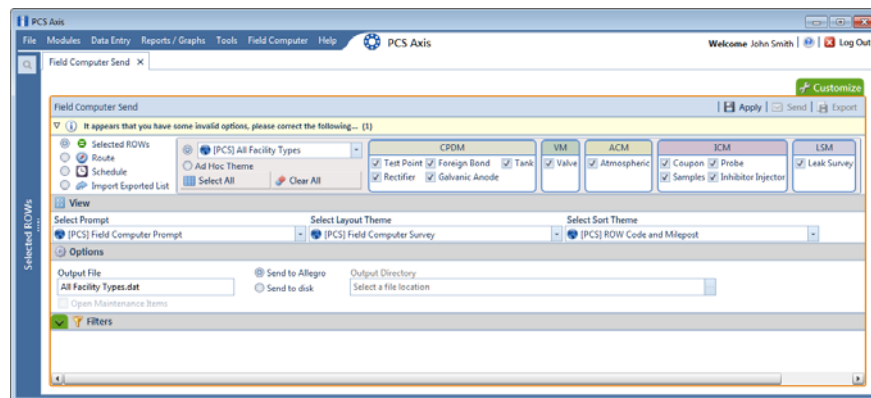 PCS Axis
File Modules Data Entry Reports / Graphs Tools Field Computer Help
PCS Axis
Welcome John Smith | Log Out
Field Computer Send
Customize
Field Computer Send
Apply | Send | Export
It appears that you have some invalid options, please correct the following... (1)
Selected ROWs
Route
Schedule
Import Exported List
[PCS] All Facility Types
Ad Hoc Theme
Select All Clear All
CPDM
Test Point Foreign Bond Tank
Rectifier Galvanic Anode
VM
Valve
ACM
Atmospheric
ICM
Coupon Probe
Samples Inhibitor Injector
LSM
Leak Survey
Selected ROWs
View
Select Prompt Select Layout Theme Select Sort Theme
[PCS] Field Computer Prompt [PCS] Field Computer Survey [PCS] ROW Code and Milepost
Options
Output File Send to Allegro Output Directory
All Facility Types.dat Send to disk Select a file location
Open Maintenance Items
Filters